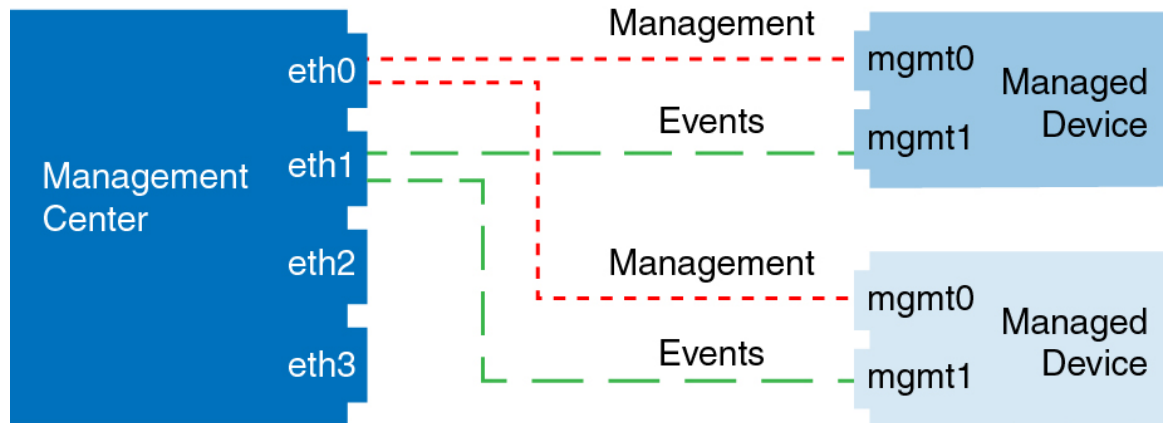 Management
Center
eth0
eth1
eth2
eth3
Management
Events
Management
Events
mgmt0
mgmt1
Managed
Device
mgmt0
mgmt1
Managed
Device